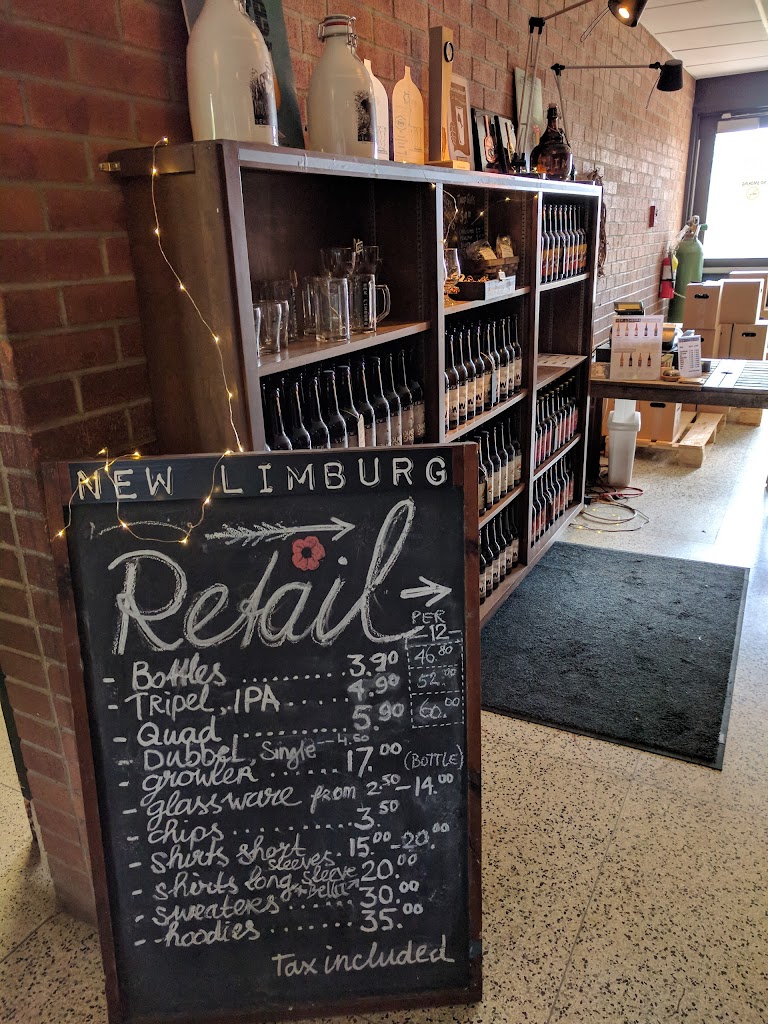 NEW LIMBURG
Retail
PER
-12-
- Bottles .......... 3.90 46.80
- Tripel, IPA ...... 4.90 52.00
- Quad ............ 5.90 60.00
- Dubbel, Single - 4.50
- growler ...... 17.00 (BOTTLE)
- glassware from 2.50 - 14.00
- chips .......... 3.50
- shirts short sleeves . 15.00 - 20.00
- shirts long sleeve 20.00
- sweaters ...... 30.00
- hoodies ...... 35.00
Tax included